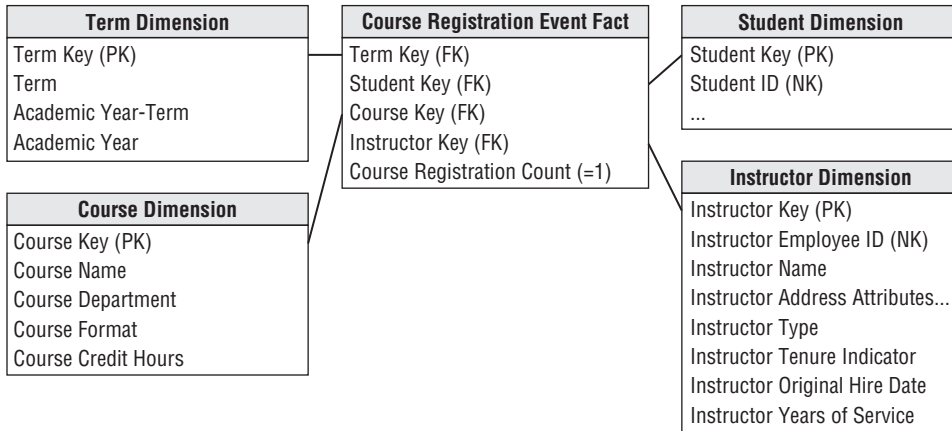 Term Dimension
Term Key (PK)
Term
Academic Year-Term
Academic Year
Course Dimension
Course Key (PK)
Course Name
Course Department
Course Format
Course Credit Hours
Course Registration Event Fact
Term Key (FK)
Student Key (FK)
Course Key (FK)
Instructor Key (FK)
Course Registration Count (=1)
Student Dimension
Student Key (PK)
Student ID (NK)
...
Instructor Dimension
Instructor Key (PK)
Instructor Employee ID (NK)
Instructor Name
Instructor Address Attributes...
Instructor Type
Instructor Tenure Indicator
Instructor Original Hire Date
Instructor Years of Service